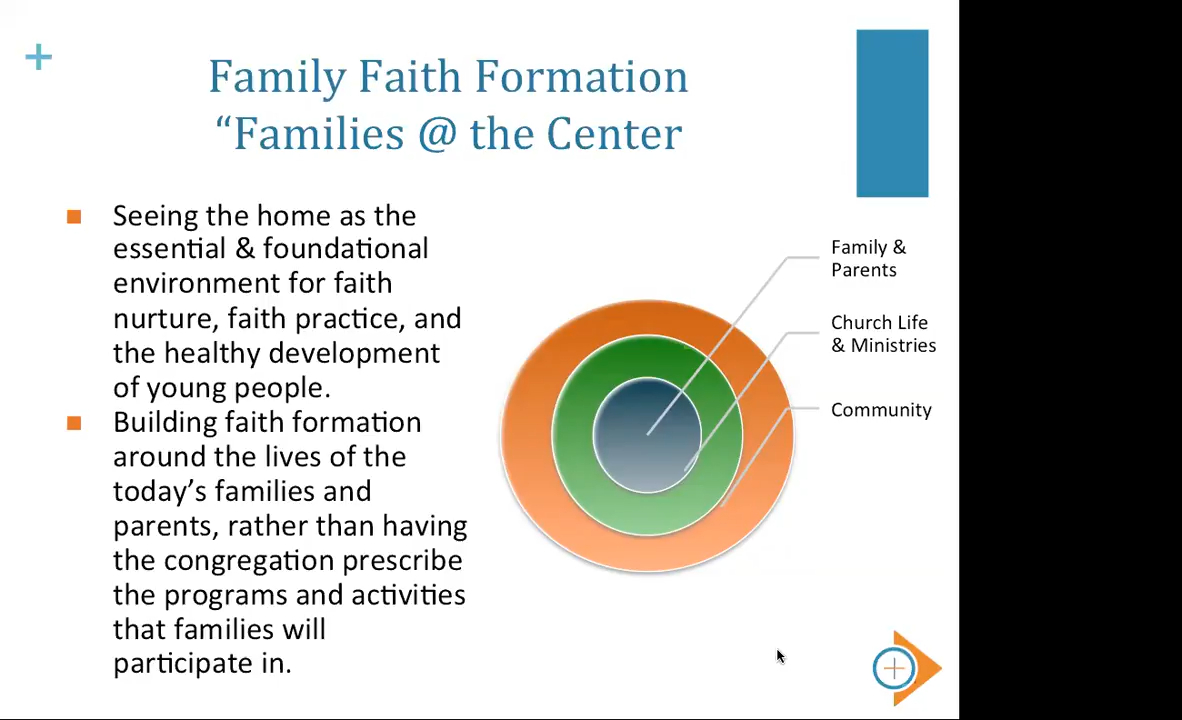 +
Family Faith Formation
“Families @ the Center
■ Seeing the home as the
essential & foundational
environment for faith
nurture, faith practice, and
the healthy development
of young people.
■ Building faith formation
around the lives of the
today’s families and
parents, rather than having
the congregation prescribe
the programs and activities
that families will
participate in.
Family &
Parents
Church Life
& Ministries
Community